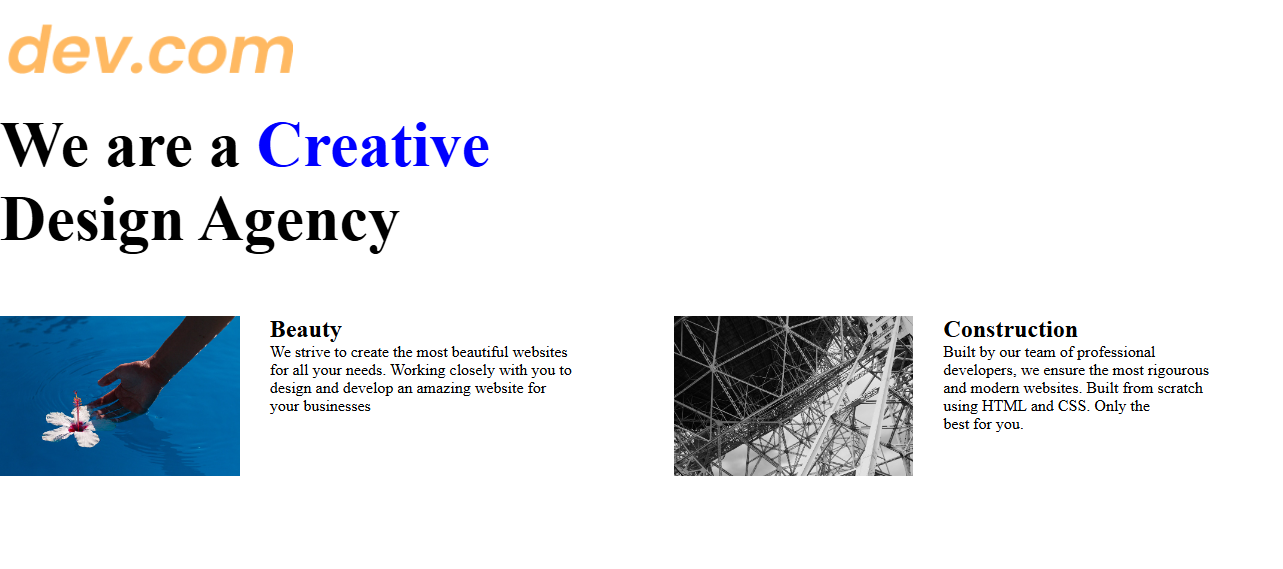 dev.com
We are a Creative
Design Agency
Beauty
We strive to create the most beautiful websites
for all your needs. Working closely with you to
design and develop an amazing website for
your businesses
Construction
Built by our team of professional
developers, we ensure the most rigourous
and modern websites. Built from scratch
using HTML and CSS. Only the
best for you.